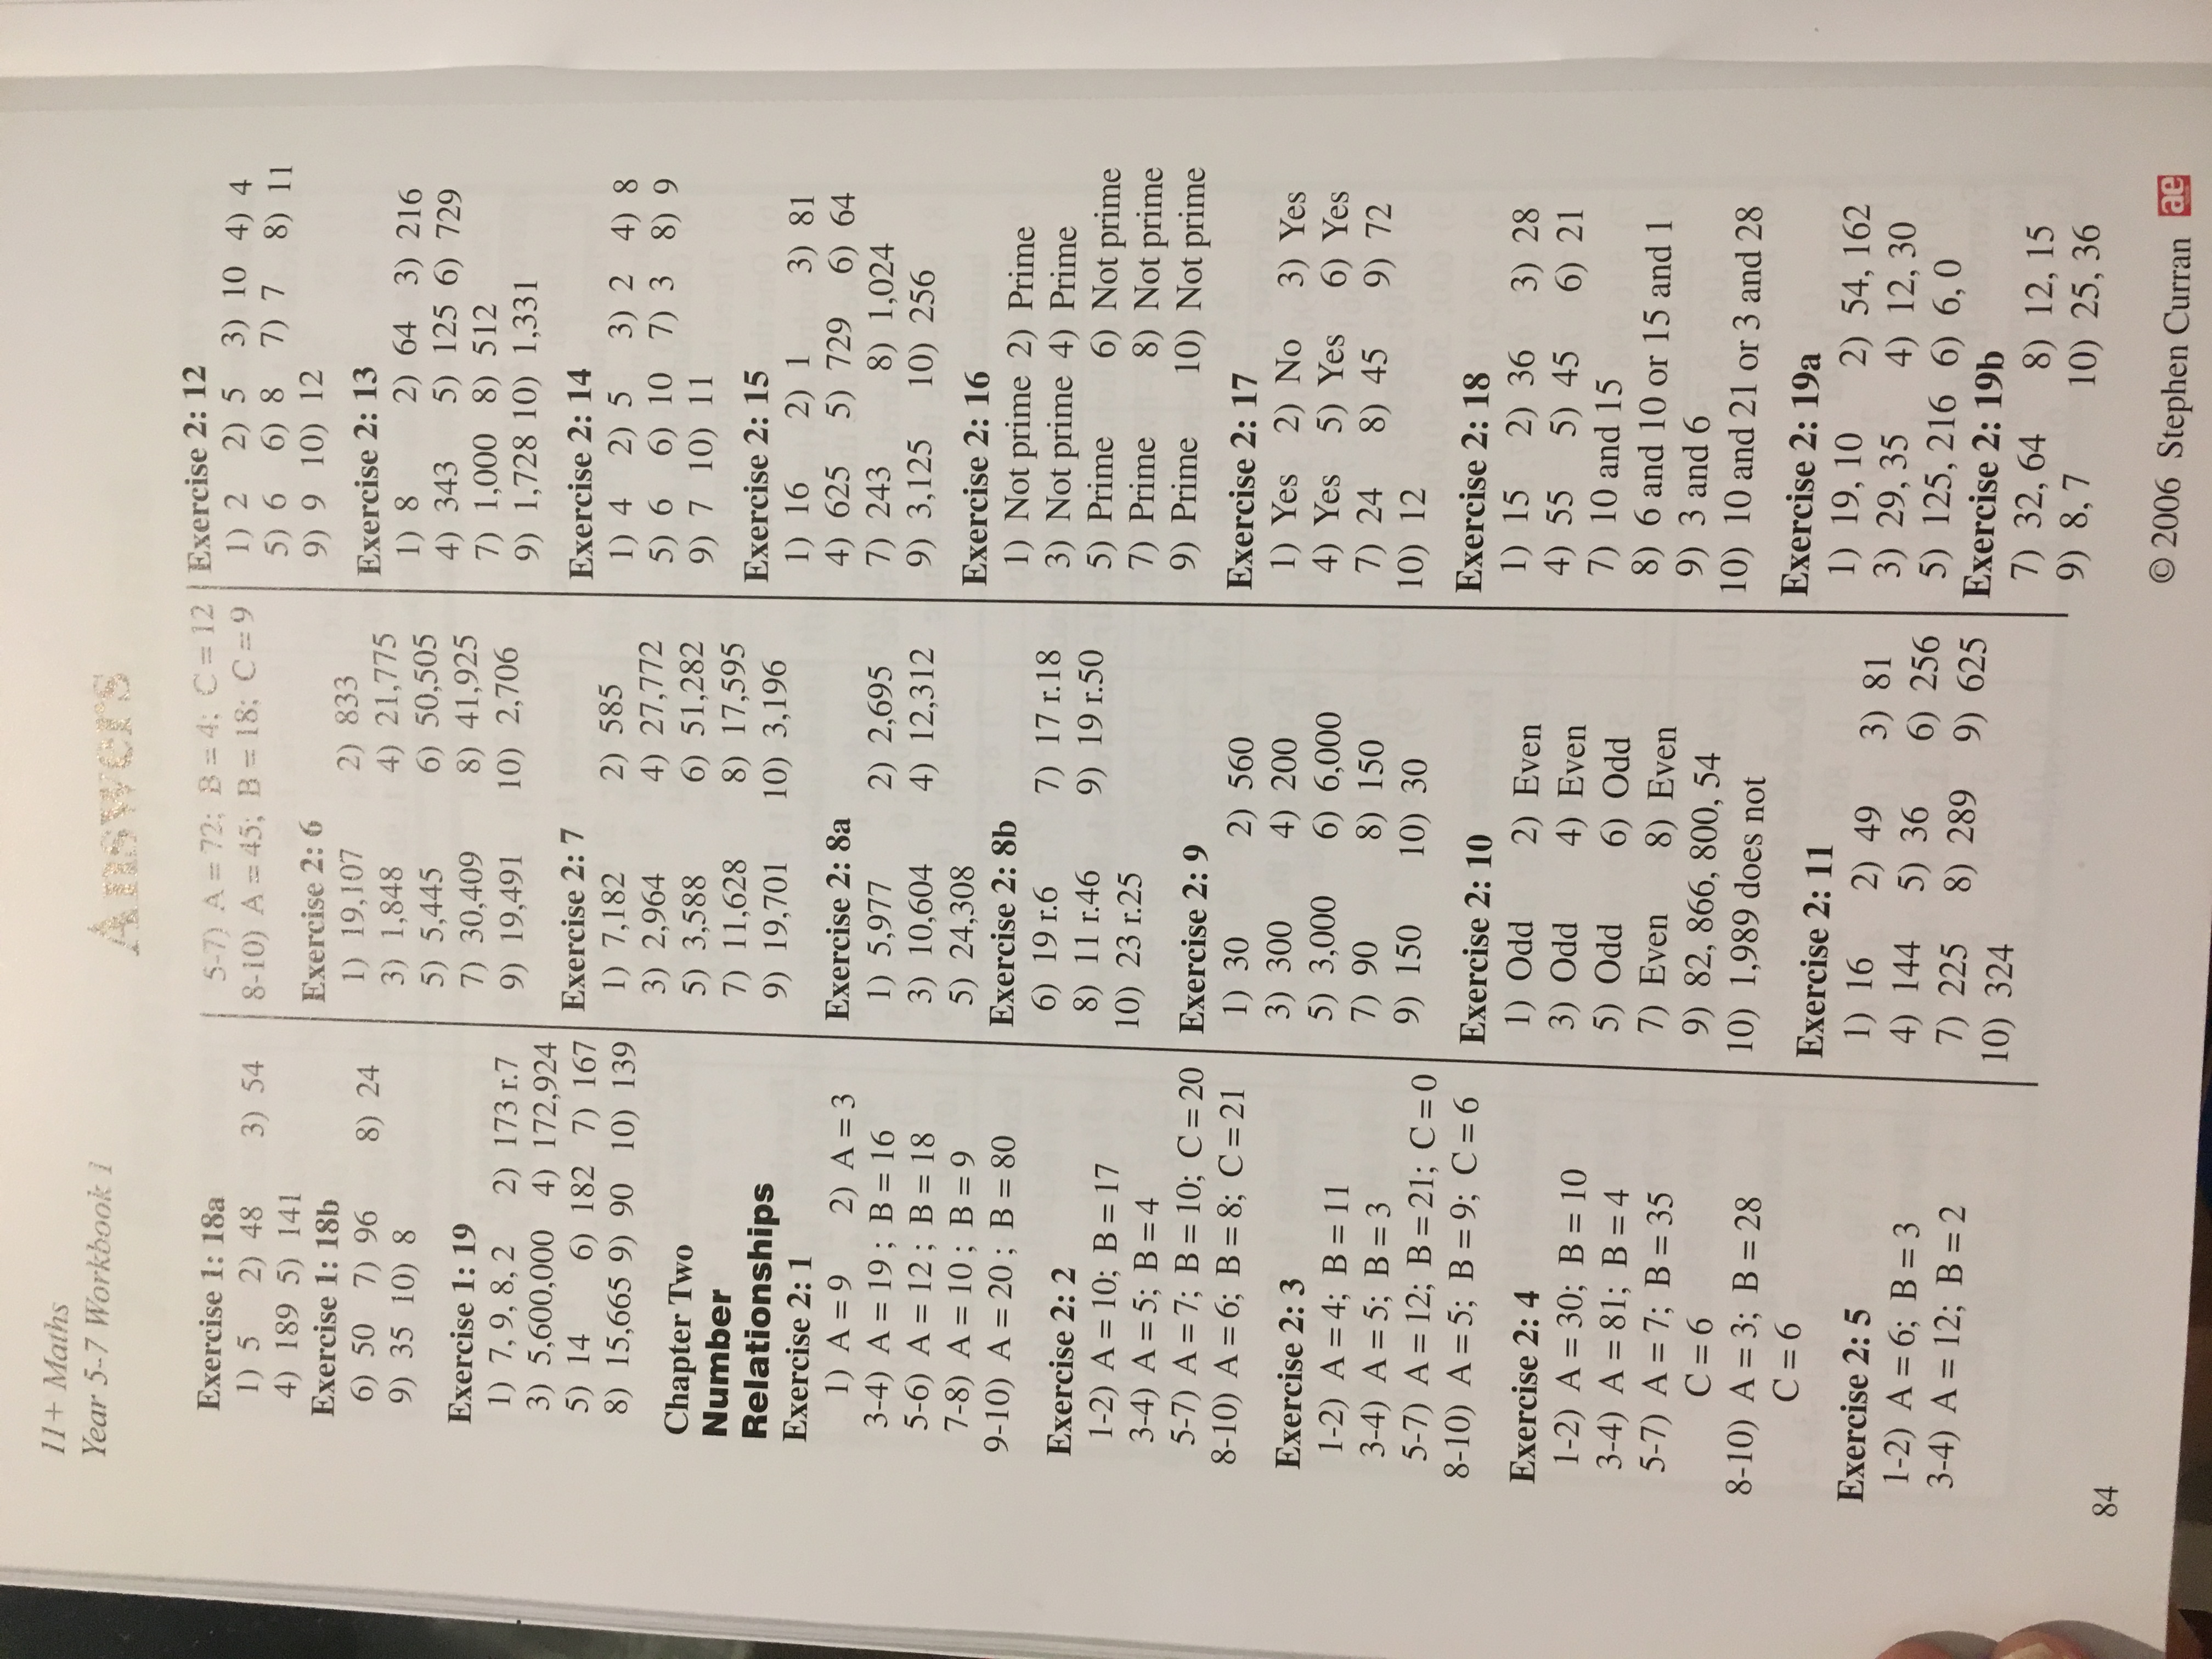 11+ Maths
Year 5-7 Workbook 1
Answers
Exercise 1: 18a
1) 5 2) 48 3) 54
4) 189 5) 141
Exercise 1: 18b
6) 50 7) 96 8) 24
9) 35 10) 8
Exercise 1: 19
1) 7, 9, 8, 2 2) 173 r.7
3) 5,600,000 4) 172,924
5) 14 6) 182 7) 167
8) 15,665 9) 90 10) 139
Chapter Two
Number
Relationships
Exercise 2: 1
1) A = 9 2) A = 3
3-4) A = 19 ; B = 16
5-6) A = 12 ; B = 18
7-8) A = 10 ; B = 9
9-10) A = 20 ; B = 80
Exercise 2: 2
1-2) A = 10; B = 17
3-4) A = 5; B = 4
5-7) A = 7; B = 10; C = 20
8-10) A = 6; B = 8; C = 21
Exercise 2: 3
1-2) A = 4; B = 11
3-4) A = 5; B = 3
5-7) A = 12; B = 21; C = 0
8-10) A = 5; B = 9; C = 6
Exercise 2: 4
1-2) A = 30; B = 10
3-4) A = 81; B = 4
5-7) A = 7; B = 35
C = 6
8-10) A = 3; B = 28
C = 6
Exercise 2: 5
1-2) A = 6; B = 3
3-4) A = 12; B = 2
5-7) A = 72; B = 4; C = 12
8-10) A = 45; B = 18; C = 9
Exercise 2: 6
1) 19,107 2) 833
3) 1,848 4) 21,775
5) 5,445 6) 50,505
7) 30,409 8) 41,925
9) 19,491 10) 2,706
Exercise 2: 7
1) 7,182 2) 585
3) 2,964 4) 27,772
5) 3,588 6) 51,282
7) 11,628 8) 17,595
9) 19,701 10) 3,196
Exercise 2: 8a
1) 5,977 2) 2,695
3) 10,604 4) 12,312
5) 24,308
Exercise 2: 8b
6) 19 r.6 7) 17 r.18
8) 11 r.46 9) 19 r.50
10) 23 r.25
Exercise 2: 9
1) 30 2) 560
3) 300 4) 200
5) 3,000 6) 6,000
7) 90 8) 150
9) 150 10) 30
Exercise 2: 10
1) Odd 2) Even
3) Odd 4) Even
5) Odd 6) Odd
7) Even 8) Even
9) 82, 866, 800, 54
10) 1,989 does not
Exercise 2: 11
1) 16 2) 49 3) 81
4) 144 5) 36 6) 256
7) 225 8) 289 9) 625
10) 324
Exercise 2: 12
1) 2 2) 5 3) 10 4) 4
5) 6 6) 8 7) 7 8) 11
9) 9 10) 12
Exercise 2: 13
1) 8 2) 64 3) 216
4) 343 5) 125 6) 729
7) 1,000 8) 512
9) 1,728 10) 1,331
Exercise 2: 14
1) 4 2) 5 3) 2 4) 8
5) 6 6) 10 7) 3 8) 9
9) 7 10) 11
Exercise 2: 15
1) 16 2) 1 3) 81
4) 625 5) 729 6) 64
7) 243 8) 1,024
9) 3,125 10) 256
Exercise 2: 16
1) Not prime 2) Prime
3) Not prime 4) Prime
5) Prime 6) Not prime
7) Prime 8) Not prime
9) Prime 10) Not prime
Exercise 2: 17
1) Yes 2) No 3) Yes
4) Yes 5) Yes 6) Yes
7) 24 8) 45 9) 72
10) 12
Exercise 2: 18
1) 15 2) 36 3) 28
4) 55 5) 45 6) 21
7) 10 and 15
8) 6 and 10 or 15 and 1
9) 3 and 6
10) 10 and 21 or 3 and 28
Exercise 2: 19a
1) 19, 10 2) 54, 162
3) 29, 35 4) 12, 30
5) 125, 216 6) 6, 0
Exercise 2: 19b
7) 32, 64 8) 12, 15
9) 8, 7 10) 25, 36
84
© 2006 Stephen Curran ae